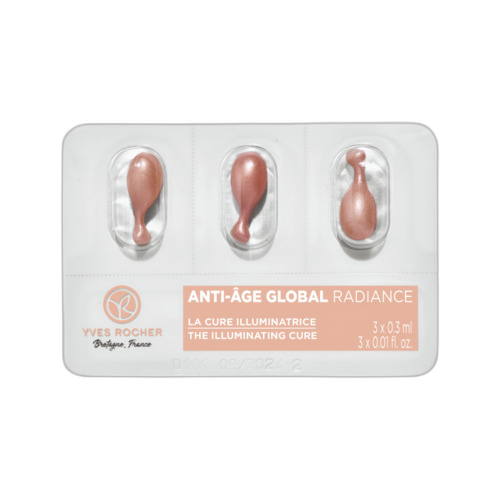 ANTI-ÂGE GLOBAL RADIANCE
LA CURE ILLUMINATRICE
THE ILLUMINATING CURE
3 x 0.3 ml
3 x 0.01 fl. oz.
YVES ROCHER
Bretagne, France